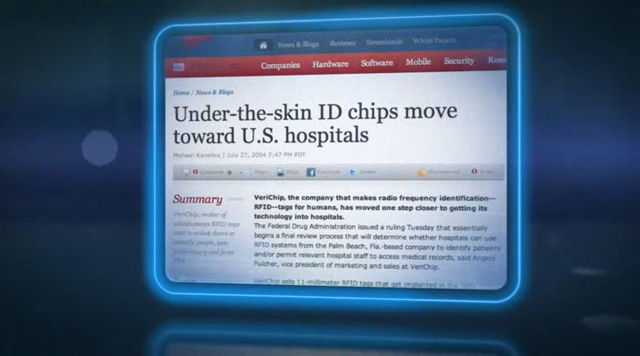 News & Blogs Reviews Downloads White Papers
Companies Hardware Software Mobile Security
Home / News & Blogs
Under-the-skin ID chips move
toward U.S. hospitals
Michael Kanellos | July 27, 2004 7:47 PM PDT
Summary
VeriChip, the company that makes radio frequency identification--
RFID--tags for humans, has moved one step closer to getting its
technology into hospitals.
The Federal Drug Administration issued a ruling Tuesday that essentially
begins a final review process that will determine whether hospitals can use
RFID systems from the Palm Beach, Fla.-based company to identify patients
and/or permit relevant hospital staff to access medical records, said Angela
Fulcher, vice president of marketing and sales at VeriChip.
VeriChip sells 11-millimeter RFID tags that get implanted in the